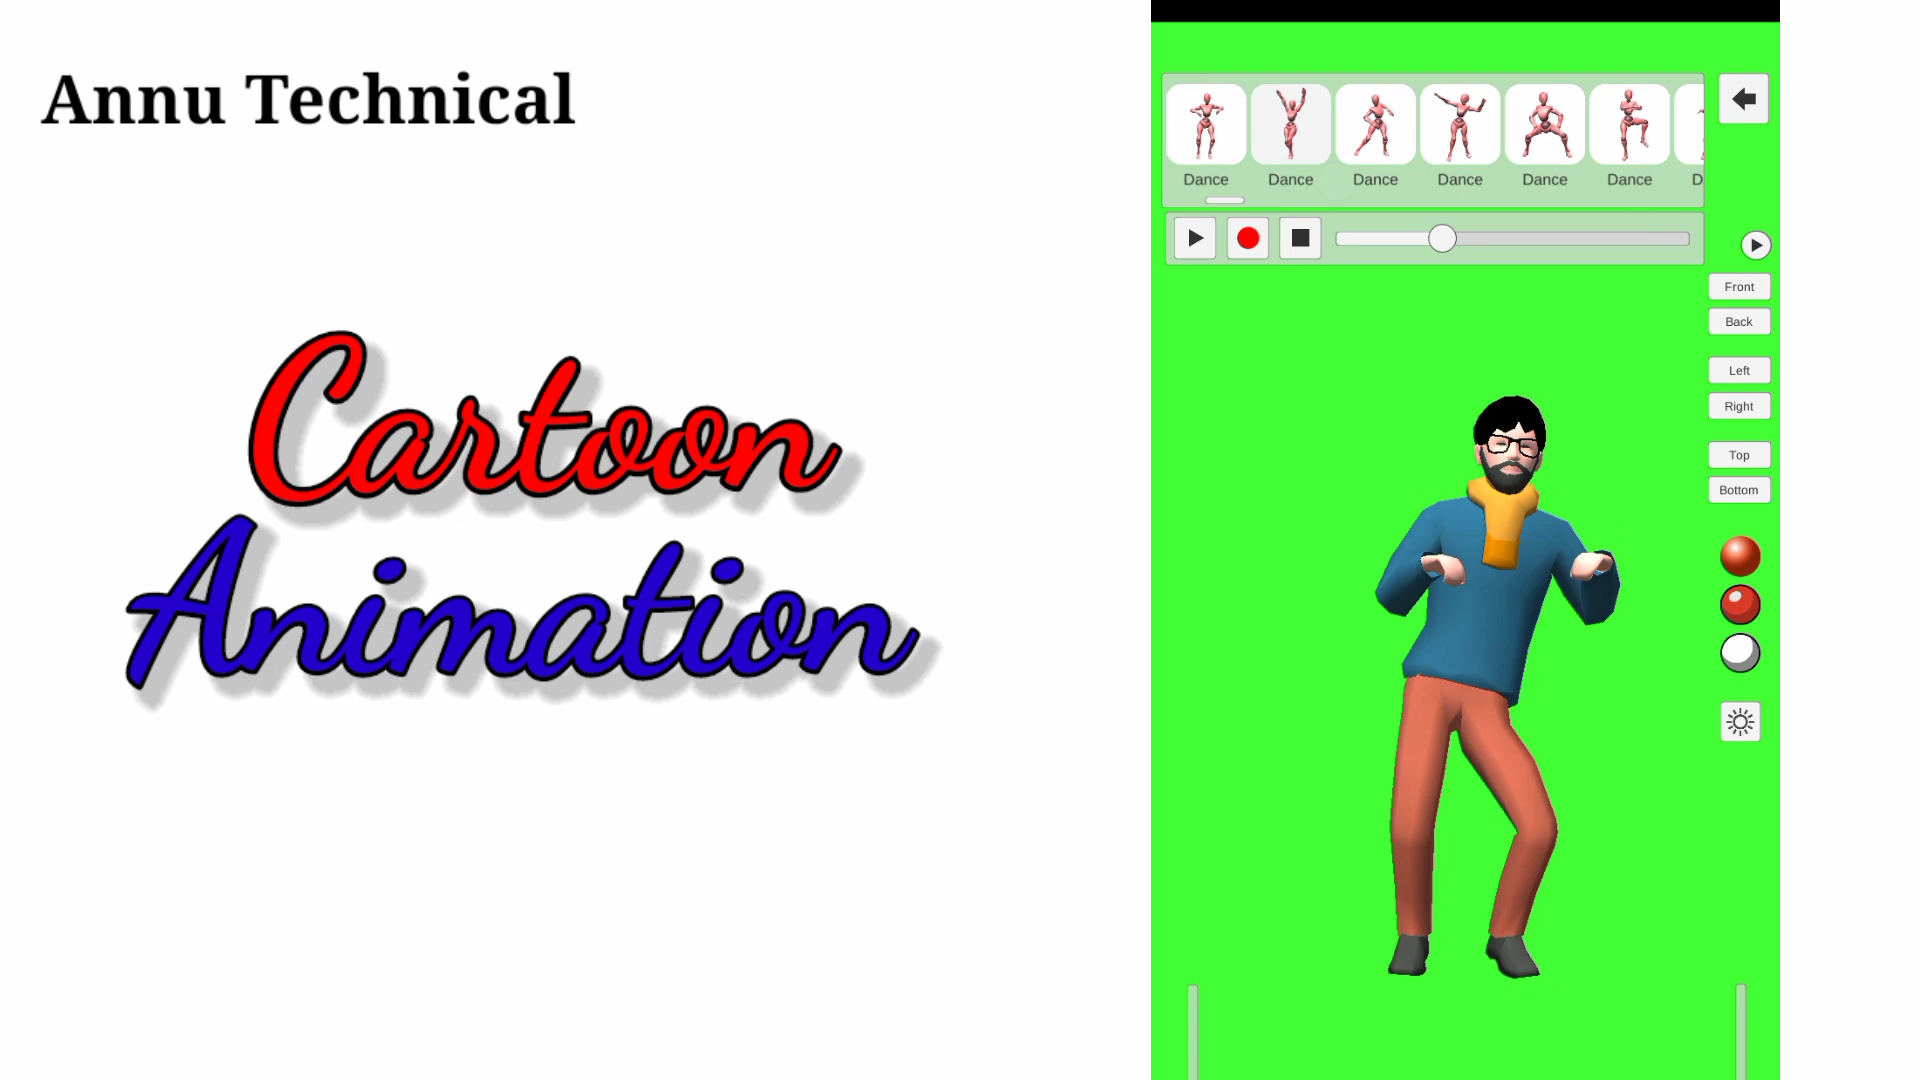 Annu Technical
Cartoon
Animation
Dance Dance Dance Dance Dance Dance D
Front
Back
Left
Right
Top
Bottom